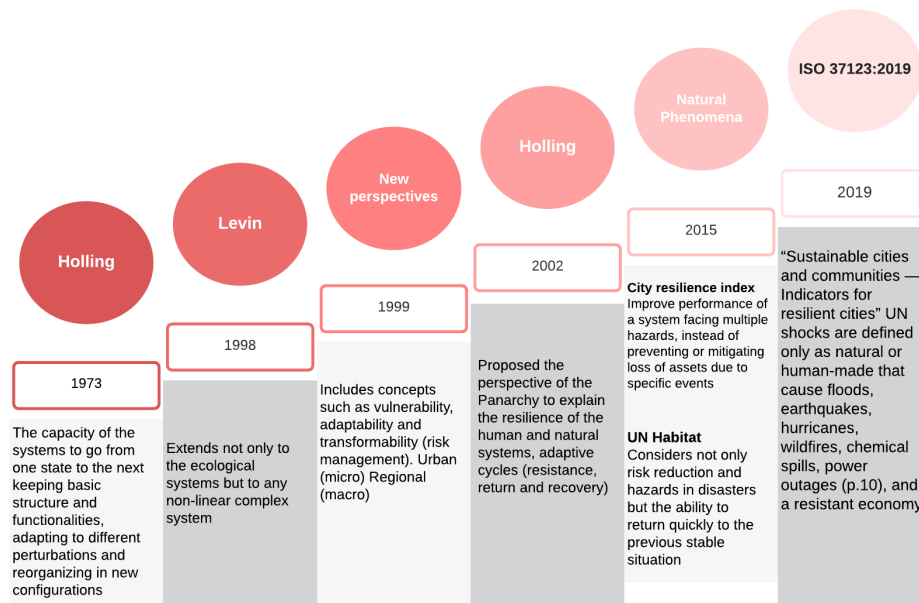 Holling
1973
The capacity of the
systems to go from
one state to the next
keeping basic
structure and
functionalities,
adapting to different
perturbations and
reorganizing in new
configurations
Levin
1998
Extends not only to
the ecological
systems but to any
non-linear complex
system
New
perspectives
1999
Includes concepts
such as vulnerability,
adaptability and
transformability (risk
management). Urban
(micro) Regional
(macro)
Holling
2002
Proposed the
perspective of the
Panarchy to explain
the resilience of the
human and natural
systems, adaptive
cycles (resistance,
return and recovery)
Natural
Phenomena
2015
City resilience index
Improve performance of
a system facing multiple
hazards, instead of
preventing or mitigating
loss of assets due to
specific events
UN Habitat
Considers not only
risk reduction and
hazards in disasters
but the ability to
return quickly to the
previous stable
situation
ISO 37123:2019
2019
“Sustainable cities
and communities —
Indicators for
resilient cities” UN
shocks are defined
only as natural or
human-made that
cause floods,
earthquakes,
hurricanes,
wildfires, chemical
spills, power
outages (p.10), and
a resistant economy